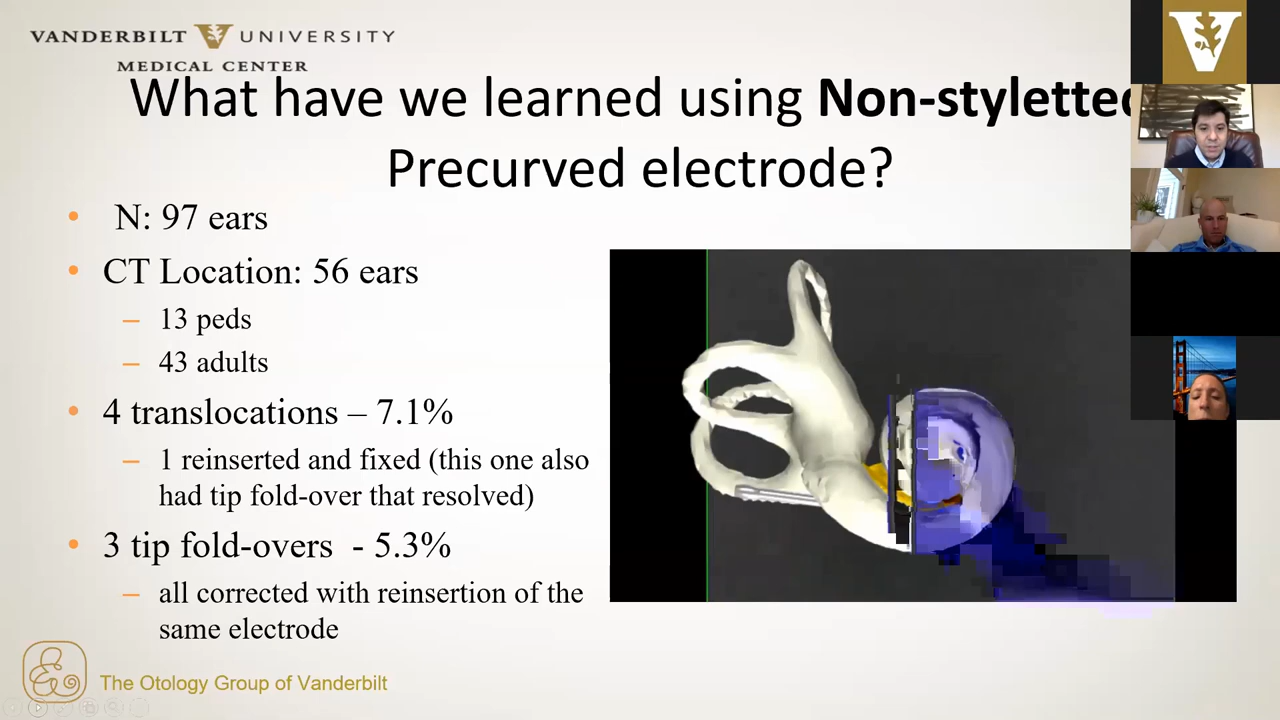 VANDERBILT UNIVERSITY
MEDICAL CENTER
What have we learned using Non-stylettec
Precurved electrode?
• N: 97 ears
• CT Location: 56 ears
– 13 peds
– 43 adults
• 4 translocations – 7.1%
– 1 reinserted and fixed (this one also
had tip fold-over that resolved)
• 3 tip fold-overs - 5.3%
– all corrected with reinsertion of the
same electrode
The Otology Group of Vanderbilt